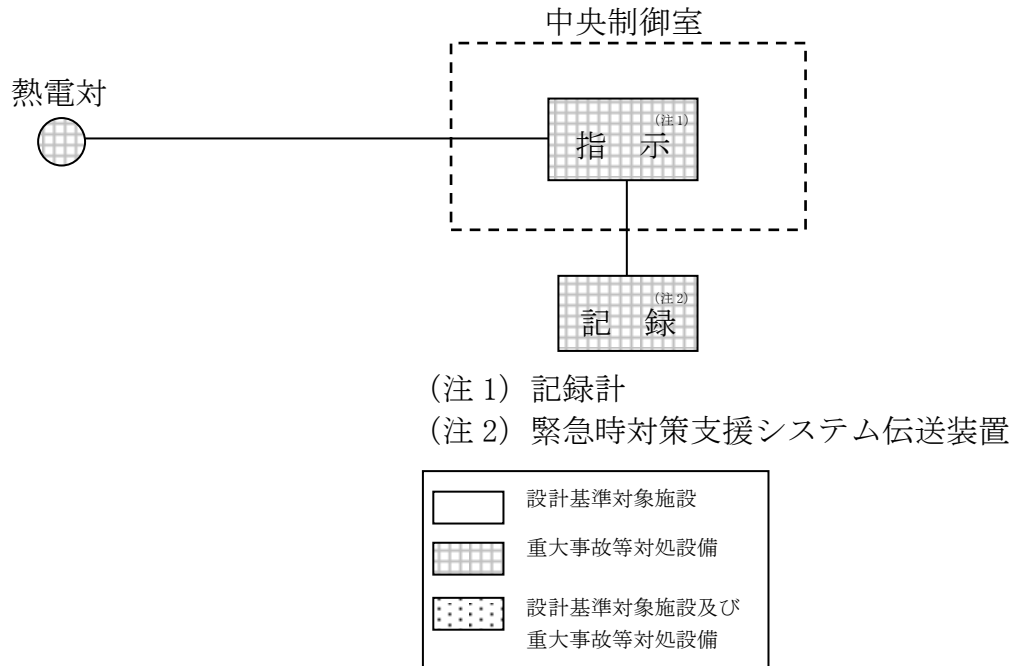 中央制御室
熱電対
(注1)
指 示
(注2)
記 録
(注 1) 記録計
(注 2) 緊急時対策支援システム伝送装置
設計基準対象施設
重大事故等対処設備
設計基準対象施設及び
重大事故等対処設備